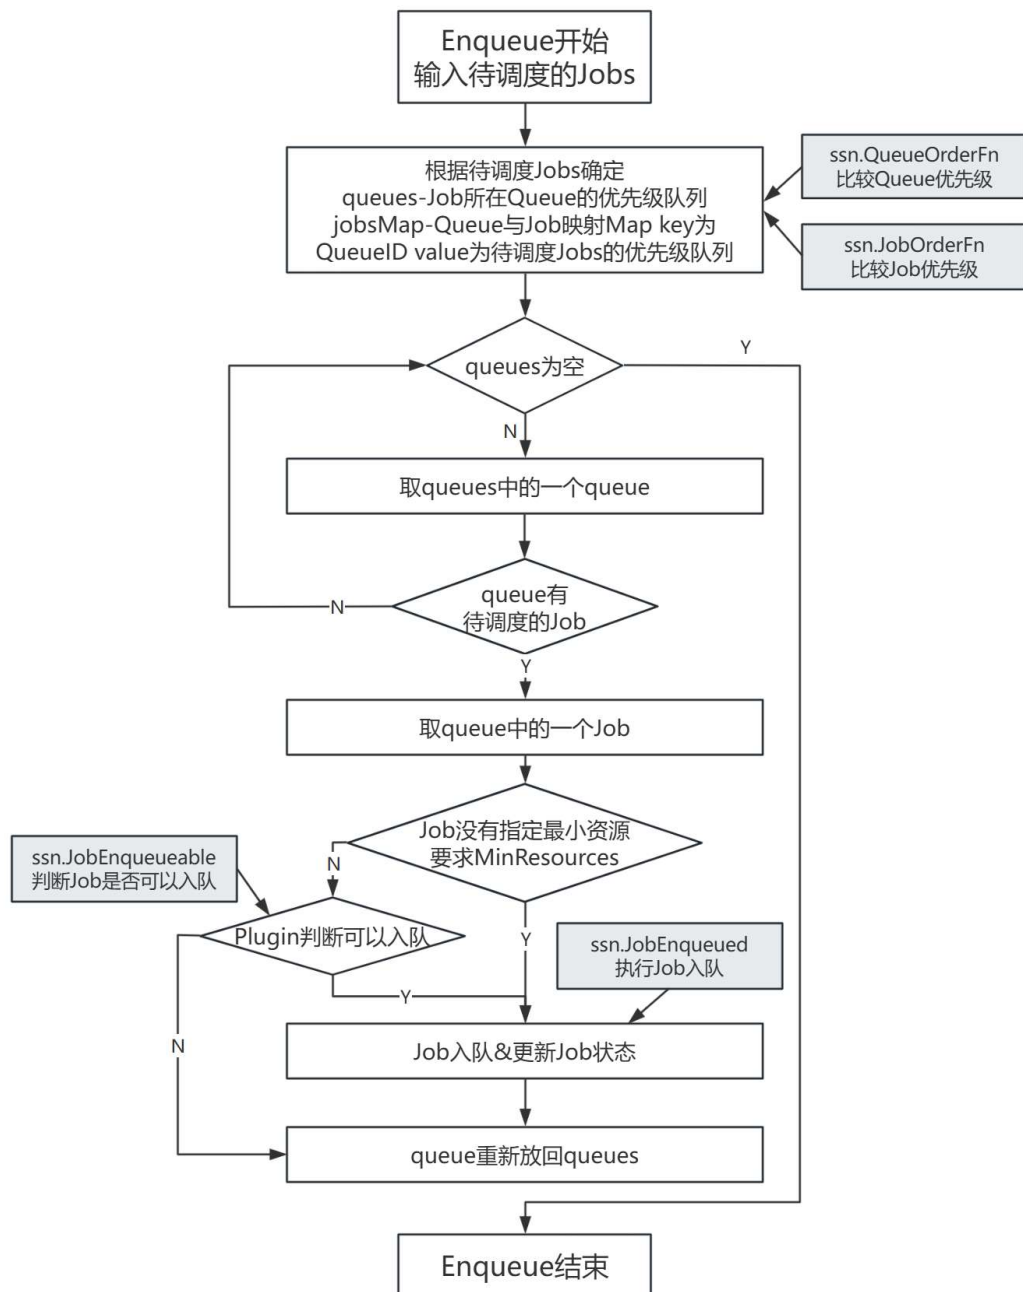 Enqueue开始
输入待调度的Jobs
根据待调度Jobs确定
queues-Job所在Queue的优先级队列
jobsMap-Queue与Job映射Map key为
QueueID value为待调度Jobs的优先级队列
ssn.QueueOrderFn
比较Queue优先级
ssn.JobOrderFn
比较Job优先级
queues为空
Y
N
取queues中的一个queue
queue有
待调度的Job
N
Y
取queue中的一个Job
Job没有指定最小资源
要求MinResources
N
Y
ssn.JobEnqueueable
判断Job是否可以入队
Plugin判断可以入队
Y
N
ssn.JobEnqueued
执行Job入队
Job入队&更新Job状态
queue重新放回queues
Enqueue结束